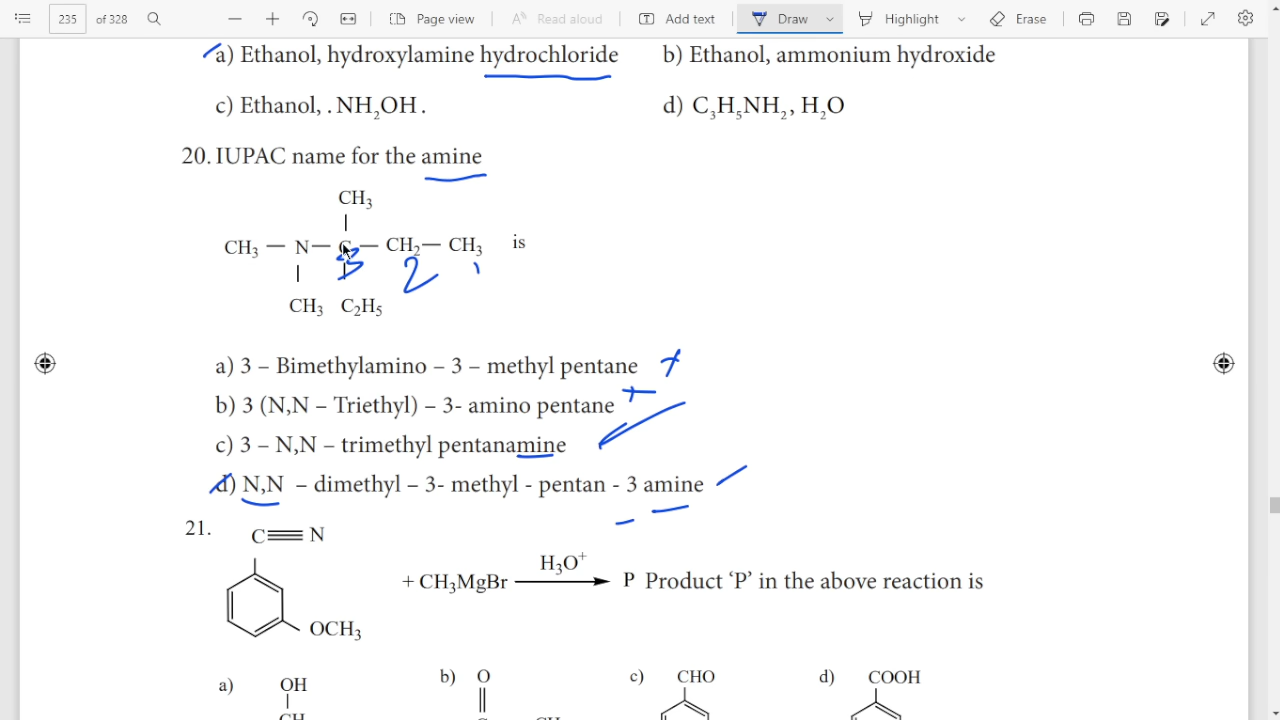 235 of 328 Page view Read aloud Add text Draw Highlight Erase
a) Ethanol, hydroxylamine hydrochloride b) Ethanol, ammonium hydroxide
c) Ethanol, . NH₂OH . d) C₃H₅NH₂ , H₂O
20. IUPAC name for the amine
CH₃
|
CH₃ — N — C — CH₂ — CH₃ is
3 2 1
| |
CH₃ C₂H₅
a) 3 – Bimethylamino – 3 – methyl pentane
b) 3 (N,N – Triethyl) – 3- amino pentane
c) 3 – N,N – trimethyl pentanamine
d) N,N – dimethyl – 3- methyl - pentan - 3 amine
21.
C≡N
+ CH₃MgBr H₃O⁺ → P Product ‘P’ in the above reaction is
OCH₃
a) OH b) O c) CHO d) COOH